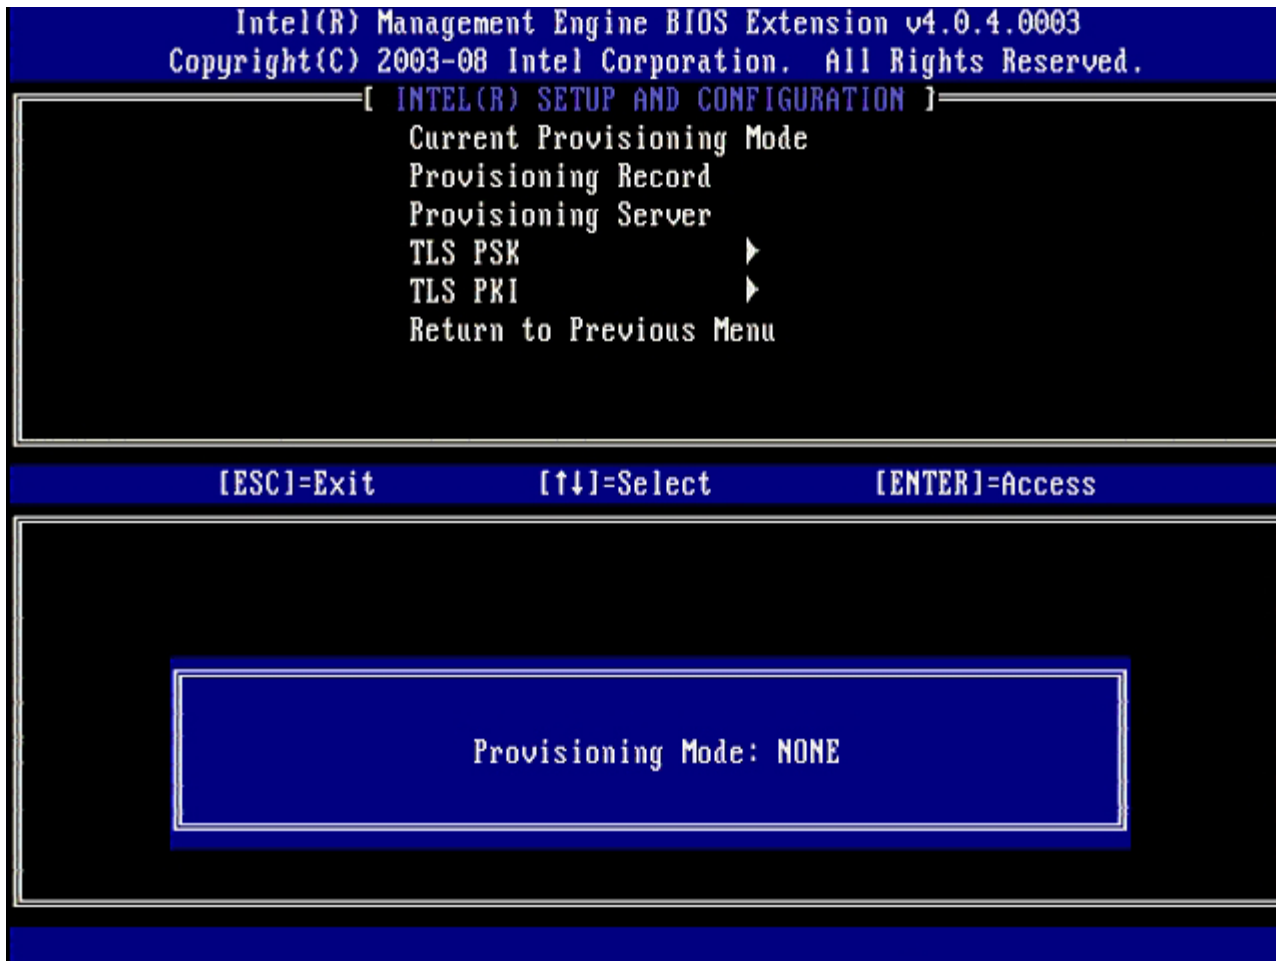 Intel(R) Management Engine BIOS Extension v4.0.4.0003
Copyright(C) 2003-08 Intel Corporation. All Rights Reserved.
[ INTEL(R) SETUP AND CONFIGURATION ]
Current Provisioning Mode
Provisioning Record
Provisioning Server
TLS PSK
TLS PKI
Return to Previous Menu
[ESC]=Exit [↑↓]=Select [ENTER]=Access
Provisioning Mode: NONE